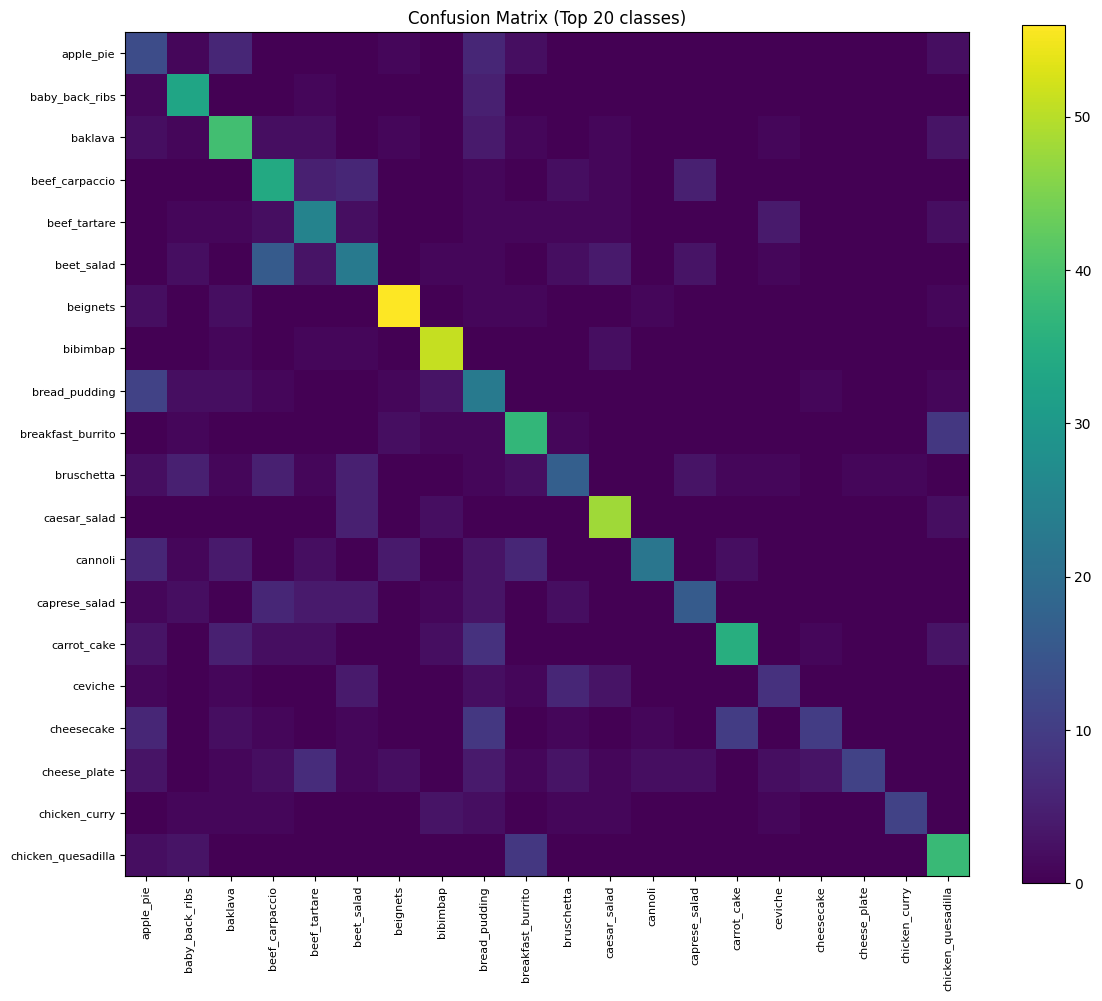 Confusion Matrix (Top 20 classes)
apple_pie
baby_back_ribs
baklava
beef_carpaccio
beef_tartare
beet_salad
beignets
bibimbap
bread_pudding
breakfast_burrito
bruschetta
caesar_salad
cannoli
caprese_salad
carrot_cake
ceviche
cheesecake
cheese_plate
chicken_curry
chicken_quesadilla
apple_pie
baby_back_ribs
baklava
beef_carpaccio
beef_tartare
beet_salad
beignets
bibimbap
bread_pudding
breakfast_burrito
bruschetta
caesar_salad
cannoli
caprese_salad
carrot_cake
ceviche
cheesecake
cheese_plate
chicken_curry
chicken_quesadilla
50
40
30
20
10
0